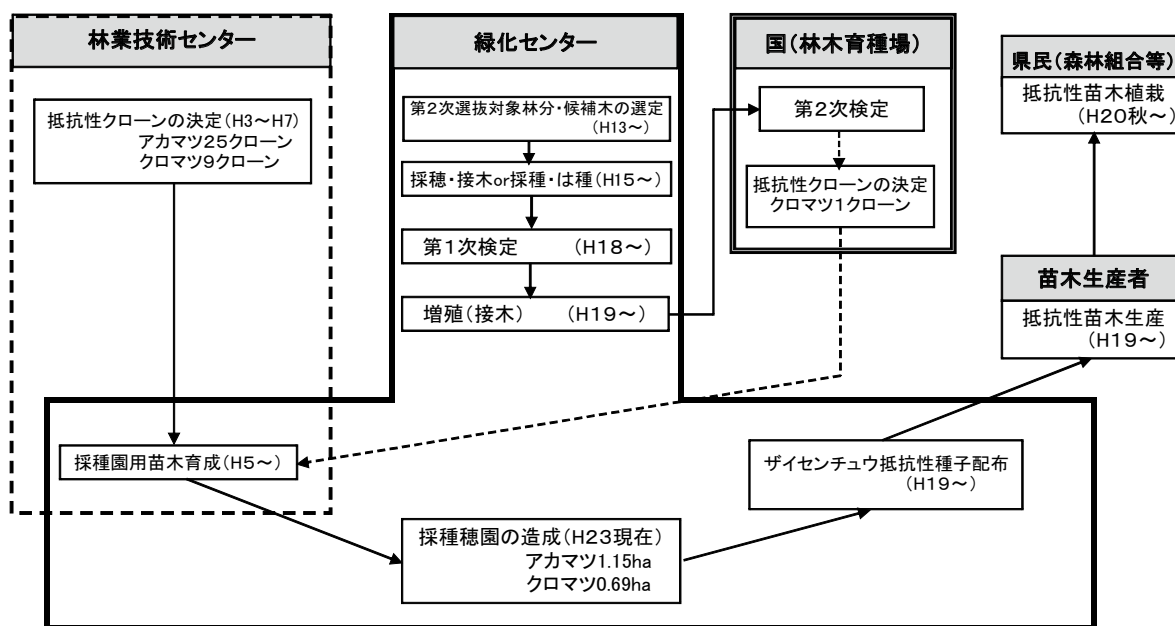 林業技術センター
抵抗性クローンの決定(H3～H7)
アカマツ25クローン
クロマツ9クローン
採種園用苗木育成(H5～)
緑化センター
第2次選抜対象林分・候補木の選定
(H13～)
採穂・接木or採種・は種(H15～)
第1次検定 (H18～)
増殖(接木) (H19～)
国(林木育種場)
第2次検定
抵抗性クローンの決定
クロマツ1クローン
採種穂園の造成(H23現在)
アカマツ1.15ha
クロマツ0.69ha
ザイセンチュウ抵抗性種子配布
(H19～)
県民(森林組合等)
抵抗性苗木植栽
(H20秋～)
苗木生産者
抵抗性苗木生産
(H19～)